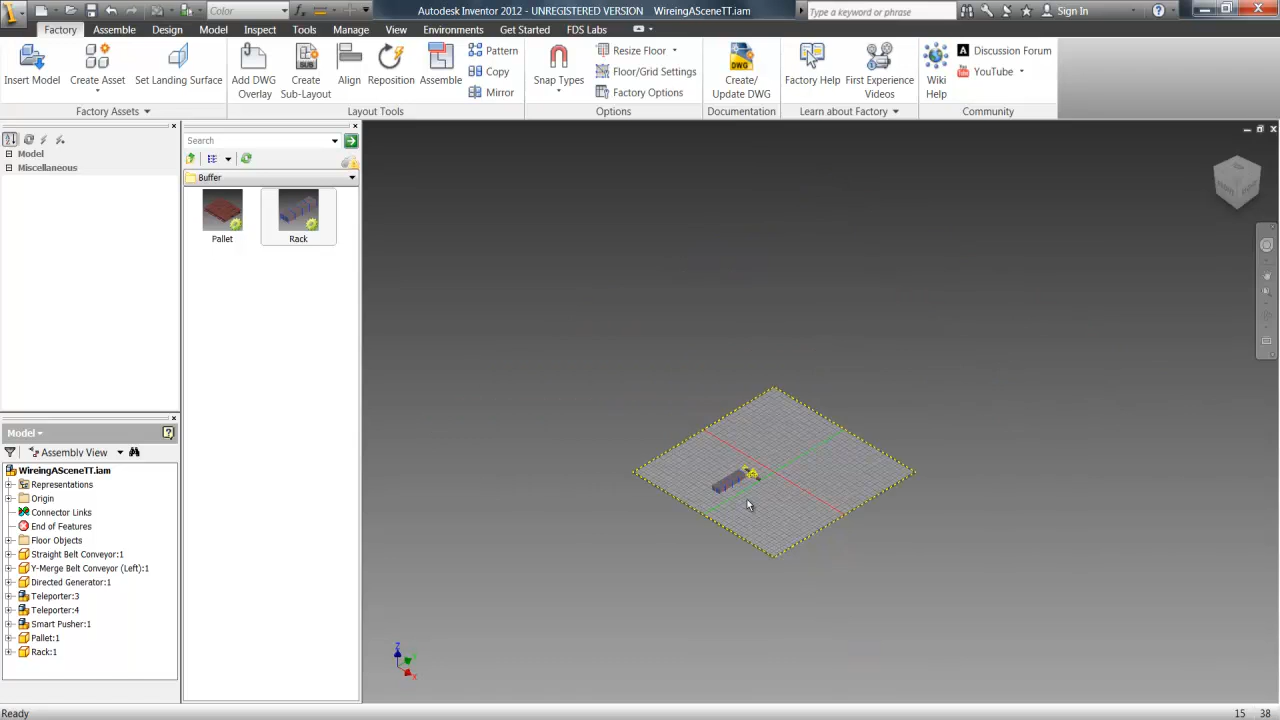 Color
Autodesk Inventor 2012 - UNREGISTERED VERSION WireingASceneTT.iam
Type a keyword or phrase
Sign In
Factory Assemble Design Model Inspect Tools Manage View Environments Get Started FDS Labs
Insert Model
Create Asset
Set Landing Surface
Factory Assets
Add DWG Overlay
Create Sub-Layout
Align
Reposition
Assemble
Pattern
Copy
Mirror
Layout Tools
Snap Types
Resize Floor
Floor/Grid Settings
Factory Options
Options
DWG
Create/ Update DWG
Documentation
Factory Help
First Experience Videos
Learn about Factory
Wiki Help
Discussion Forum
YouTube
Community
Model
Miscellaneous
Search
Buffer
Pallet
Rack
Model
Assembly View
WireingASceneTT.iam
Representations
Origin
Connector Links
End of Features
Floor Objects
Straight Belt Conveyor:1
Y-Merge Belt Conveyor (Left):1
Directed Generator:1
Teleporter:3
Teleporter:4
Smart Pusher:1
Pallet:1
Rack:1
Z
X
Ready
15 38